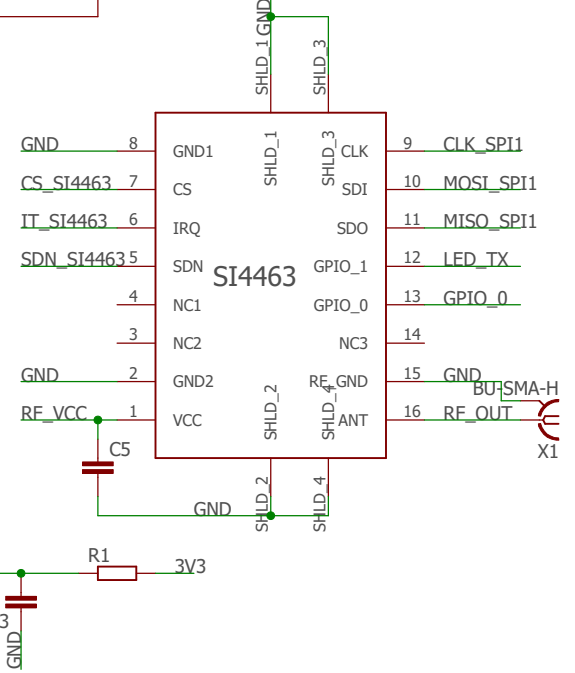 GND
SHLD_1
SHLD_3
SHLD_1
SHLD_3
GND 8 GND1 CLK 9 CLK_SPI1
CS_SI4463 7 CS SDI 10 MOSI_SPI1
IT_SI4463 6 IRQ SDO 11 MISO_SPI1
SDN_SI4463 5 SDN GPIO_1 12 LED_TX
SI4463
4 NC1 GPIO_0 13 GPIO_0
3 NC2 NC3 14
GND 2 GND2 RF_GND 15 GND
BU-SMA-H
RF_VCC 1 VCC ANT 16 RF_OUT
SHLD_2
SHLD_4
X1
C5
GND
SHLD_2
SHLD_4
R1
3V3
3
GND